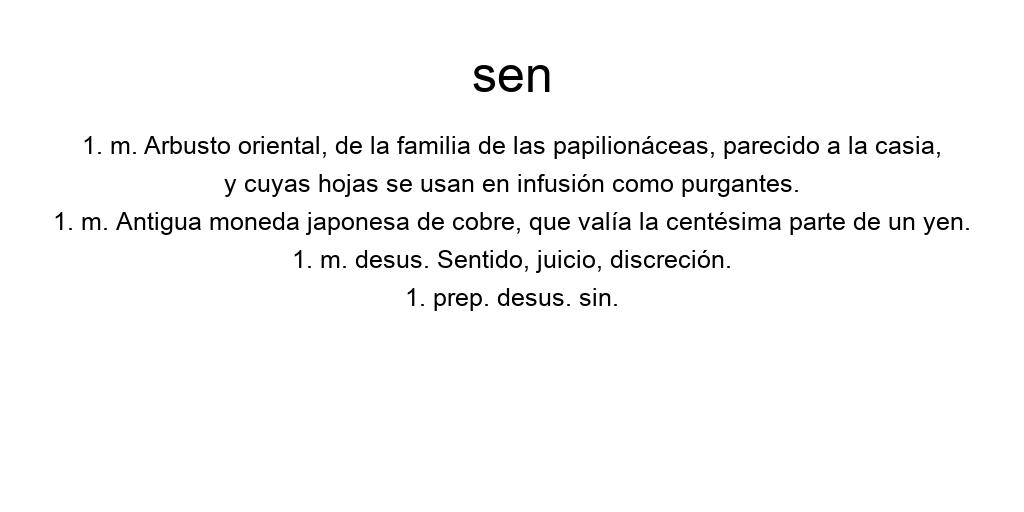 sen
1. m. Arbusto oriental, de la familia de las papilionáceas, parecido a la casia,
y cuyas hojas se usan en infusión como purgantes.
1. m. Antigua moneda japonesa de cobre, que valía la centésima parte de un yen.
1. m. desus. Sentido, juicio, discreción.
1. prep. desus. sin.